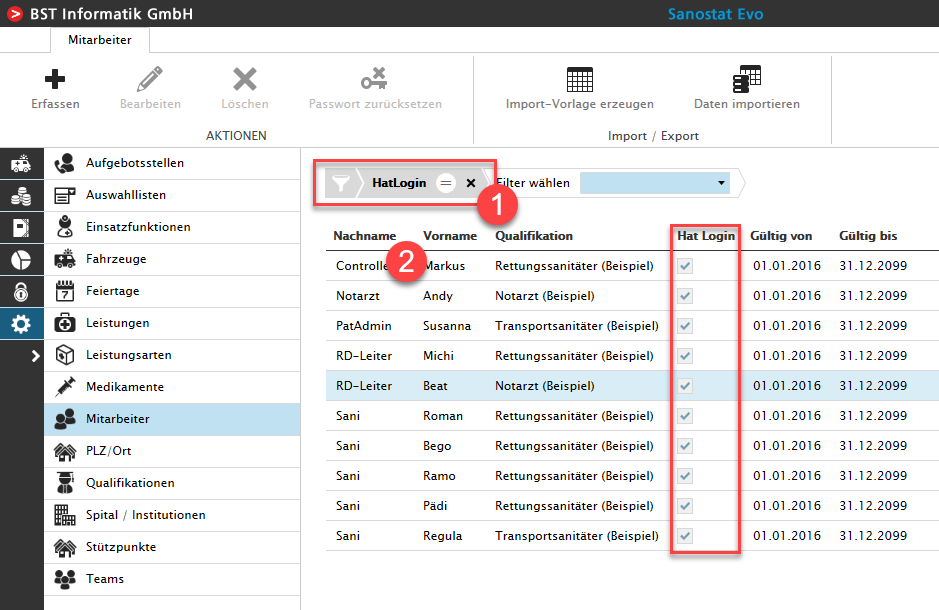 BST Informatik GmbH
Sanostat Evo
Mitarbeiter
Erfassen
Bearbeiten
Löschen
Passwort zurücksetzen
Import-Vorlage erzeugen
Daten importieren
AKTIONEN
Import / Export
Aufgebotsstellen
Auswahllisten
Einsatzfunktionen
Fahrzeuge
7
Feiertage
Leistungen
Leistungsarten
Medikamente
Mitarbeiter
PLZ/Ort
Qualifikationen
Spital / Institutionen
Stützpunkte
Teams
HatLogin = ×
1
Filter wählen
2
Nachname Vorname Qualifikation Hat Login Gültig von Gültig bis
Controlle Markus Rettungssanitäter (Beispiel) 01.01.2016 31.12.2099
Notarzt Andy Notarzt (Beispiel) 01.01.2016 31.12.2099
PatAdmin Susanna Transportsanitäter (Beispiel) 01.01.2016 31.12.2099
RD-Leiter Michi Rettungssanitäter (Beispiel) 01.01.2016 31.12.2099
RD-Leiter Beat Notarzt (Beispiel) 01.01.2016 31.12.2099
Sani Roman Rettungssanitäter (Beispiel) 01.01.2016 31.12.2099
Sani Bego Rettungssanitäter (Beispiel) 01.01.2016 31.12.2099
Sani Ramo Rettungssanitäter (Beispiel) 01.01.2016 31.12.2099
Sani Pädi Rettungssanitäter (Beispiel) 01.01.2016 31.12.2099
Sani Regula Transportsanitäter (Beispiel) 01.01.2016 31.12.2099